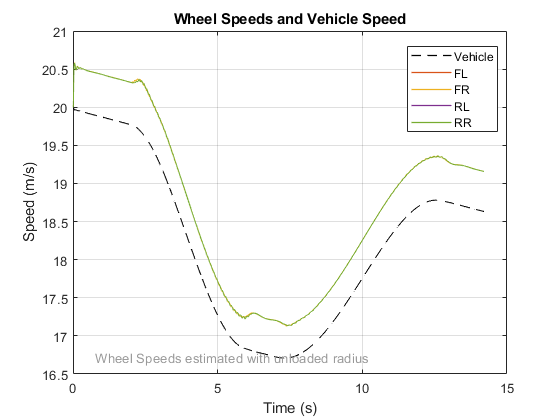 Wheel Speeds and Vehicle Speed
21
20.5
20
19.5
19
18.5
18
17.5
17
16.5
0
5
10
15
Speed (m/s)
Time (s)
Vehicle
FL
FR
RL
RR
Wheel Speeds estimated with unloaded radius